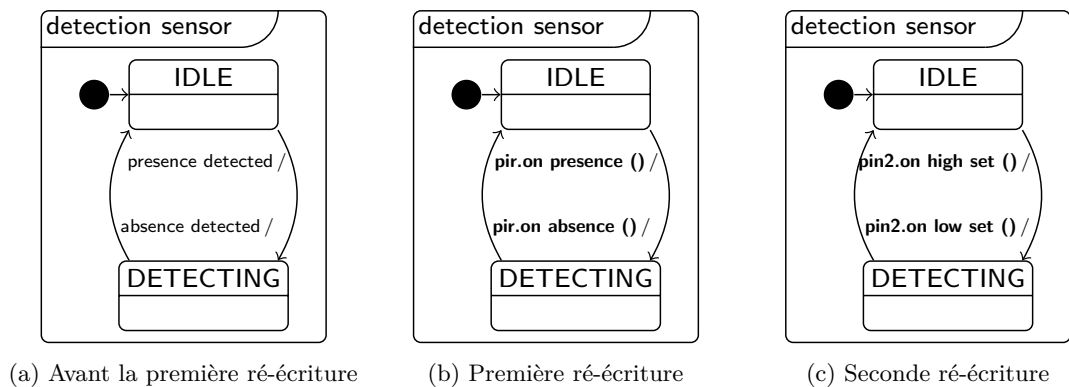 detection sensor
IDLE
presence detected /
absence detected /
DETECTING
(a) Avant la première ré-écriture
detection sensor
IDLE
pir.on presence () /
pir.on absence () /
DETECTING
(b) Première ré-écriture
detection sensor
IDLE
pin2.on high set () /
pin2.on low set () /
DETECTING
(c) Seconde ré-écriture